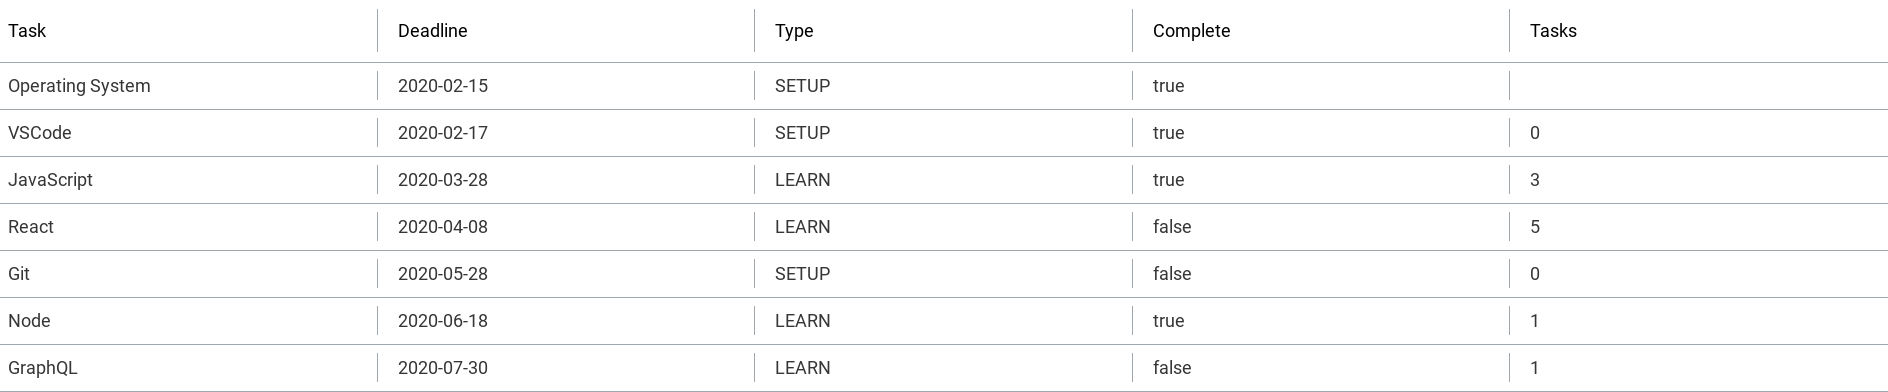 Task Deadline Type Complete Tasks
Operating System 2020-02-15 SETUP true
VSCode 2020-02-17 SETUP true 0
JavaScript 2020-03-28 LEARN true 3
React 2020-04-08 LEARN false 5
Git 2020-05-28 SETUP false 0
Node 2020-06-18 LEARN true 1
GraphQL 2020-07-30 LEARN false 1